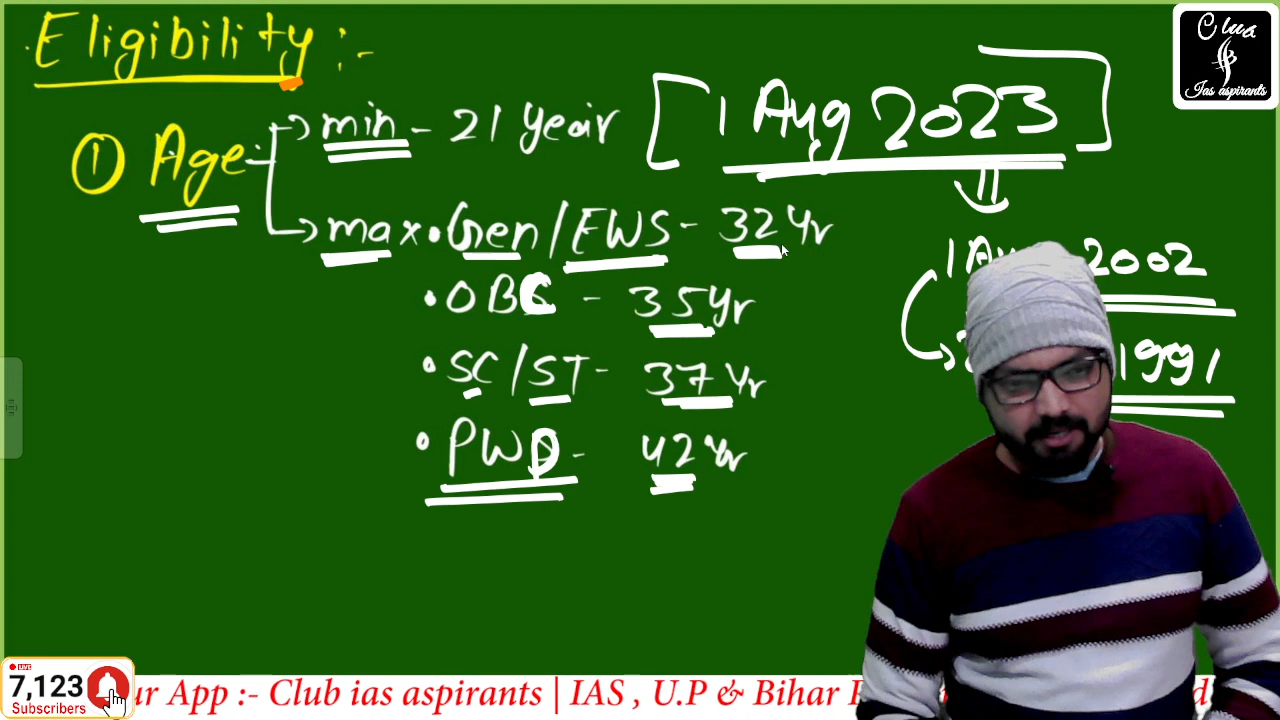 Eligibility :-
① Age
min - 21 year
[1 Aug 2023]
max • Gen / EWS - 32 Yr
• OBC - 35 yr
• SC / ST - 37 Yr
• PWD - 42 Yr
2002
1991
Club
Ias aspirants
LIVE
7,123
Subscribers
App :- Club ias aspirants | IAS , U.P & Bihar